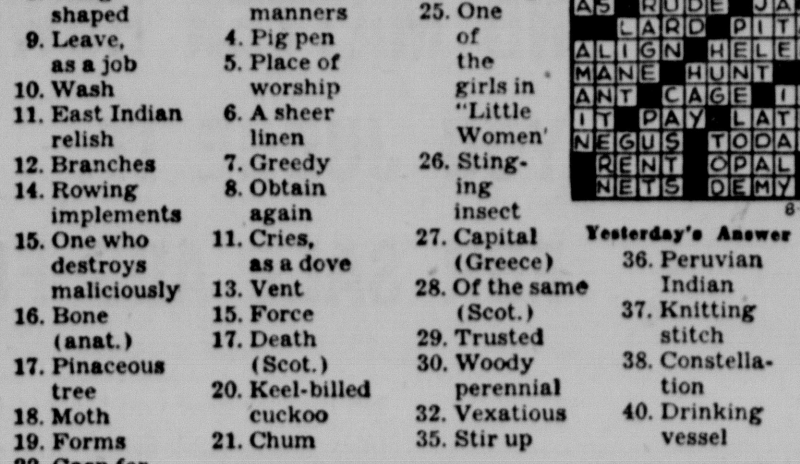 shaped
9. Leave,
as a job
10. Wash
11. East Indian
relish
12. Branches
14. Rowing
implements
15. One who
destroys
maliciously
16. Bone
(anat.)
17. Pinaceous
tree
18. Moth
19. Forms
manners
4. Pig pen
5. Place of
worship
6. A sheer
linen
7. Greedy
8. Obtain
again
11. Cries,
as a dove
13. Vent
15. Force
17. Death
(Scot.)
20. Keel-billed
cuckoo
21. Chum
25. One
of
the
girls in
"Little
Women'
26. Sting-
ing
insect
27. Capital
(Greece)
28. Of the same
(Scot.)
29. Trusted
30. Woody
perennial
32. Vexatious
35. Stir up
AS RUDE JA
LARD PIT
ALIGN HELE
MANE HUNT
ANT CAGE I
IT PAY LAT
NEGUS TODA
RENT OPAL
NETS DEMY
Yesterday's Answer
36. Peruvian
Indian
37. Knitting
stitch
38. Constella-
tion
40. Drinking
vessel